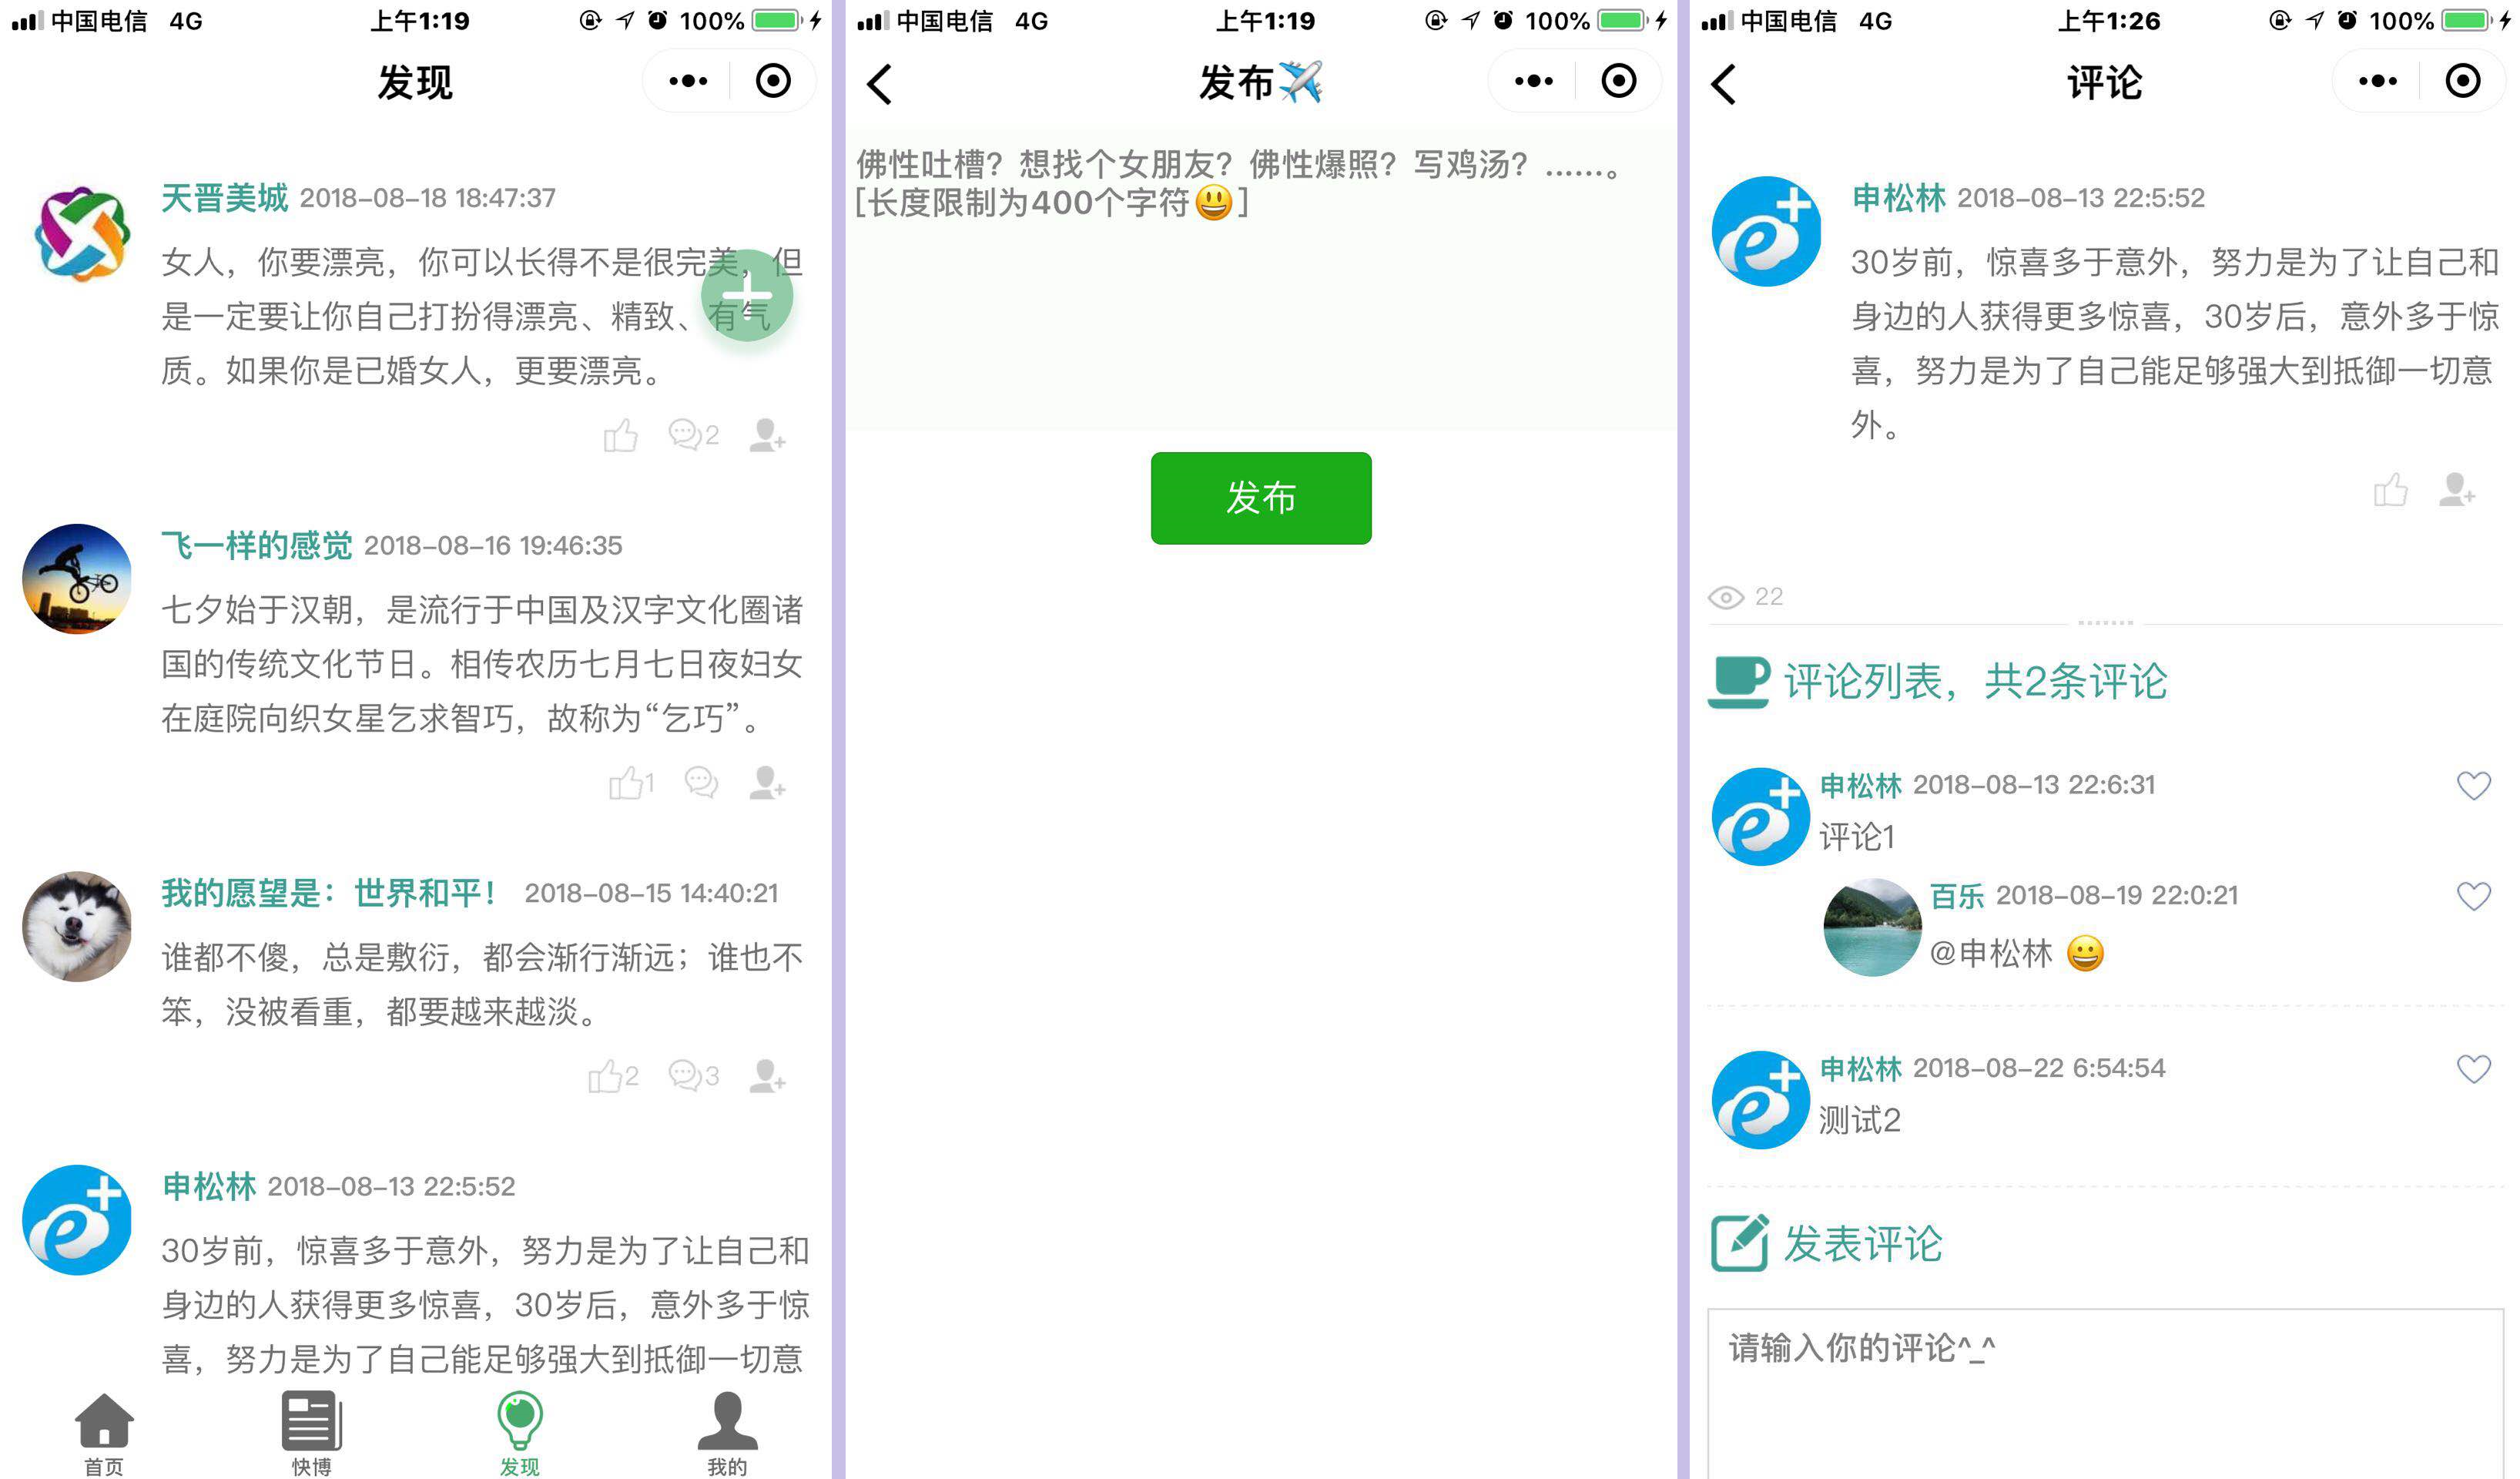 中国电信 4G 上午1:19 100%
发现
天晋美城 2018-08-18 18:47:37
女人，你要漂亮，你可以长得不是很完美，但
是一定要让你自己打扮得漂亮、精致、有气
质。如果你是已婚女人，更要漂亮。
2
飞一样的感觉 2018-08-16 19:46:35
七夕始于汉朝，是流行于中国及汉字文化圈诸
国的传统文化节日。相传农历七月七日夜妇女
在庭院向织女星乞求智巧，故称为“乞巧”。
1
我的愿望是：世界和平！ 2018-08-15 14:40:21
谁都不傻，总是敷衍，都会渐行渐远；谁也不
笨，没被看重，都要越来越淡。
2 3
申松林 2018-08-13 22:5:52
30岁前，惊喜多于意外，努力是为了让自己和
身边的人获得更多惊喜，30岁后，意外多于惊
喜，努力是为了自己能足够强大到抵御一切意
首页 快博 发现 我的
中国电信 4G 上午1:19 100%
发布✈️
佛性吐槽？想找个女朋友？佛性爆照？写鸡汤？......。
[长度限制为400个字符😃]
发布
中国电信 4G 上午1:26 100%
评论
申松林 2018-08-13 22:5:52
30岁前，惊喜多于意外，努力是为了让自己和
身边的人获得更多惊喜，30岁后，意外多于惊
喜，努力是为了自己能足够强大到抵御一切意
外。
22
评论列表，共2条评论
申松林 2018-08-13 22:6:31
评论1
百乐 2018-08-19 22:0:21
@申松林 😀
申松林 2018-08-22 6:54:54
测试2
发表评论
请输入你的评论^_^